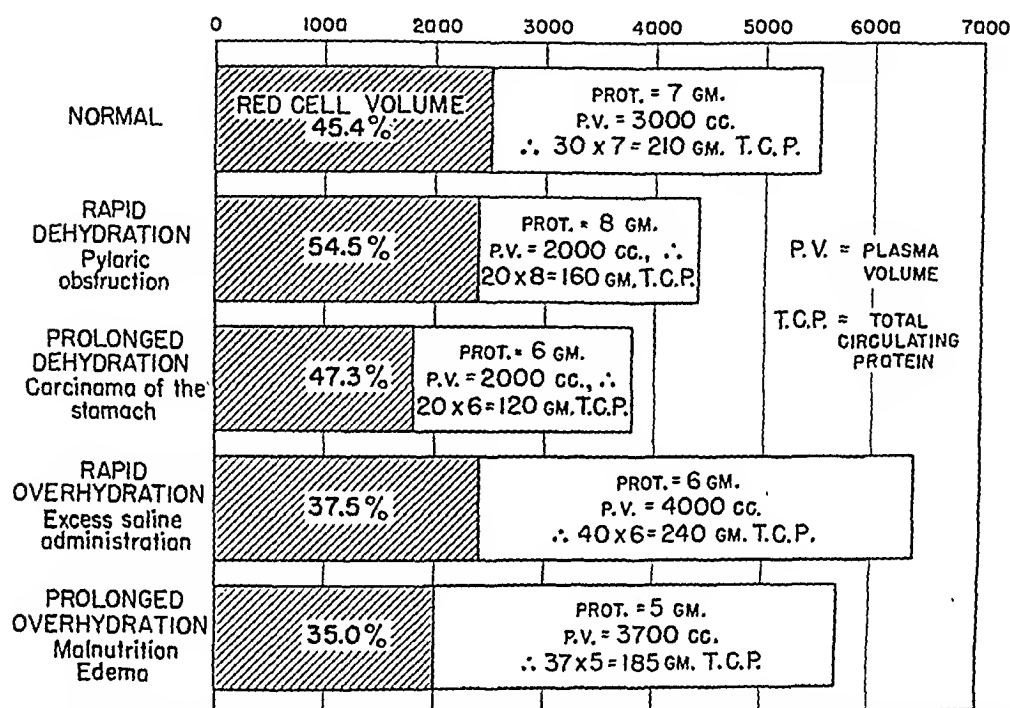 0 1000 2000 3000 4000 5000 6000 7000
NORMAL
RED CELL VOLUME
45.4%
PROT. = 7 GM.
P.V. = 3000 CC.
∴ 30 x 7 = 210 GM. T.C.P.
RAPID
DEHYDRATION
Pyloric
obstruction
54.5%
PROT. = 8 GM.
P.V. = 2000 CC., ∴
20 x 8 = 160 GM. T.C.P.
P.V. = PLASMA
VOLUME
T.C.P. = TOTAL
CIRCULATING
PROTEIN
PROLONGED
DEHYDRATION
Carcinoma of the
stomach
47.3%
PROT. = 6 GM.
P.V. = 2000 CC., ∴
20 x 6 = 120 GM. T.C.P.
RAPID
OVERHYDRATION
Excess saline
administration
37.5%
PROT. = 6 GM.
P.V. = 4000 CC.
∴ 40 x 6 = 240 GM. T.C.P.
PROLONGED
OVERHYDRATION
Malnutrition
Edema
35.0%
PROT. = 5 GM.
P.V. = 3700 CC.
∴ 37 x 5 = 185 GM. T.C.P.